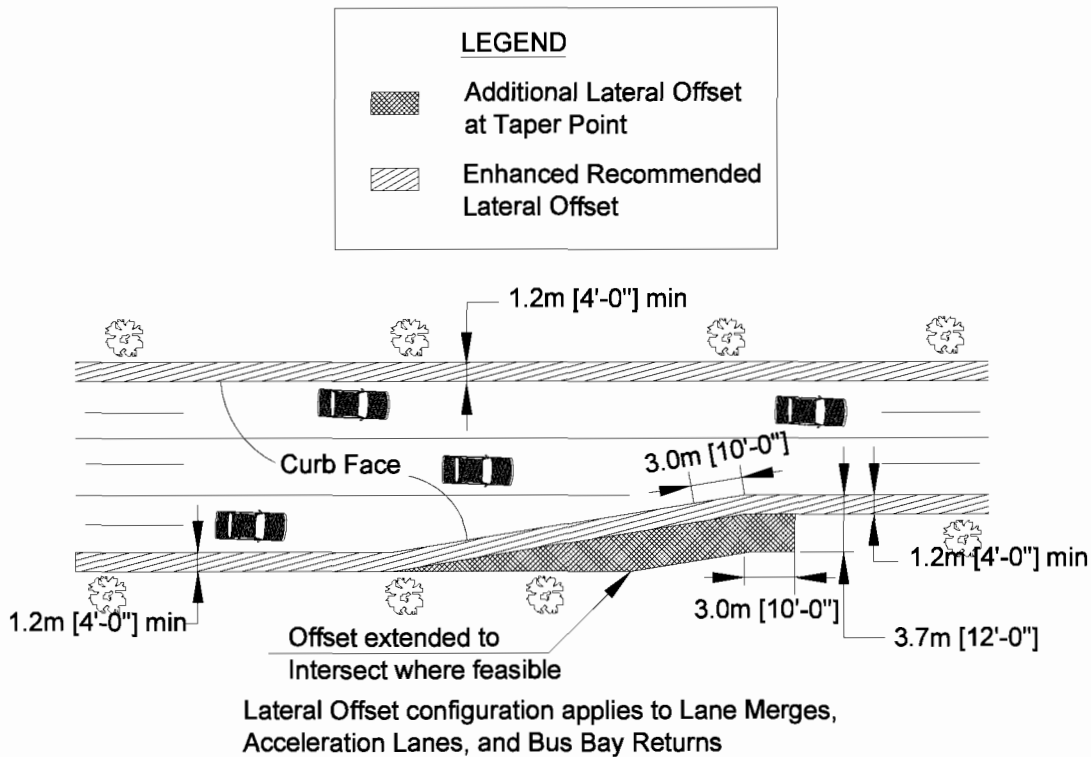 LEGEND
Additional Lateral Offset
at Taper Point
Enhanced Recommended
Lateral Offset
1.2m [4'-0"] min
Curb Face
3.0m [10'-0"]
1.2m [4'-0"] min
1.2m [4'-0"] min
3.0m [10'-0"]
3.7m [12'-0"]
Offset extended to
Intersect where feasible
Lateral Offset configuration applies to Lane Merges,
Acceleration Lanes, and Bus Bay Returns